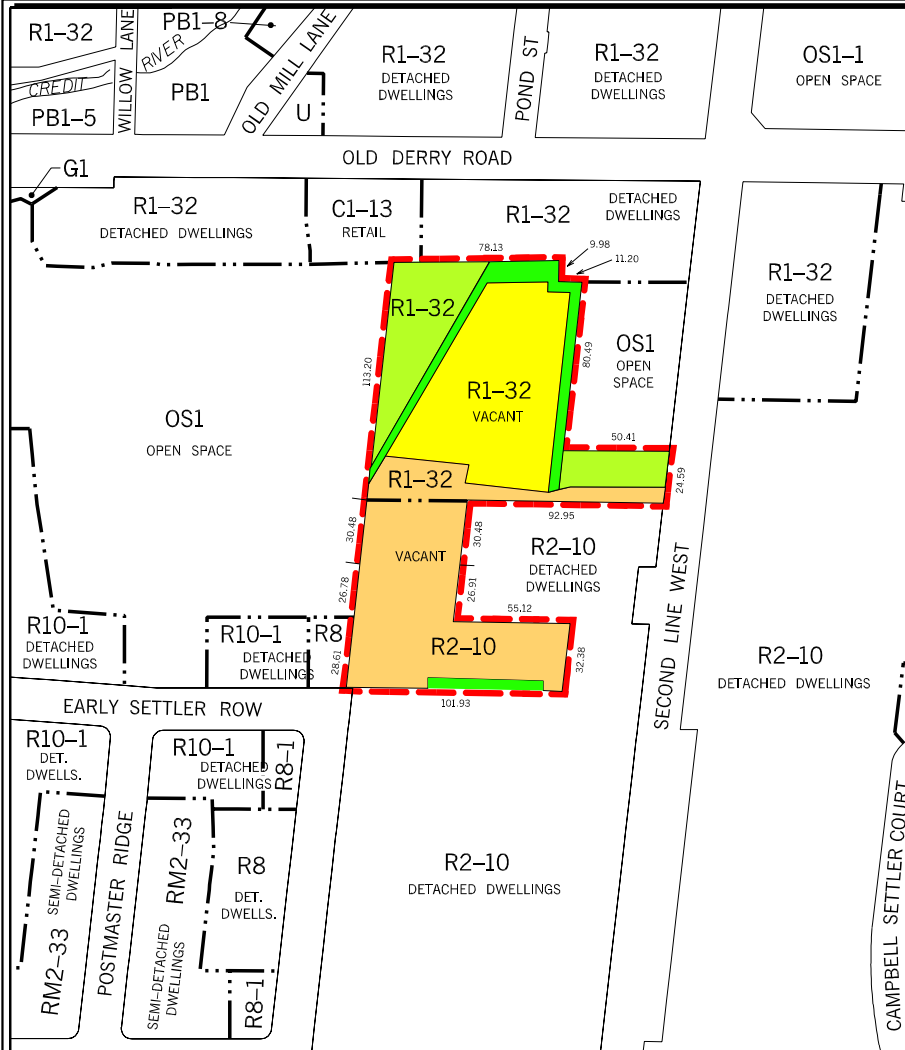 R1-32
WILLOW LANE
PB1-8
RIVER
CREDIT
PB1
PB1-5
OLD MILL LANE
U
R1-32
DETACHED
DWELLINGS
POND ST
R1-32
DETACHED
DWELLINGS
OS1-1
OPEN SPACE
OLD DERRY ROAD
G1
R1-32
DETACHED DWELLINGS
C1-13
RETAIL
R1-32
DETACHED
DWELLINGS
78.13
9.98
11.20
R1-32
DETACHED
DWELLINGS
R1-32
113.20
80.49
OS1
OPEN
SPACE
R1-32
VACANT
OS1
OPEN SPACE
50.41
24.59
R1-32
92.95
30.48
30.48
VACANT
R2-10
DETACHED
DWELLINGS
26.78
26.91
55.12
SECOND LINE WEST
R10-1
DETACHED
DWELLINGS
R10-1
DETACHED
DWELLINGS
R8
28.61
R2-10
32.38
101.93
R2-10
DETACHED DWELLINGS
EARLY SETTLER ROW
R10-1
DET.
DWELLS.
R10-1
DETACHED
DWELLINGS
R8-1
POSTMASTER RIDGE
SEMI-DETACHED
DWELLINGS
RM2-33
RM2-33
SEMI-DETACHED
DWELLINGS
R8
DET.
DWELLS.
R8-1
R2-10
DETACHED DWELLINGS
CAMPBELL SETTLER COURT